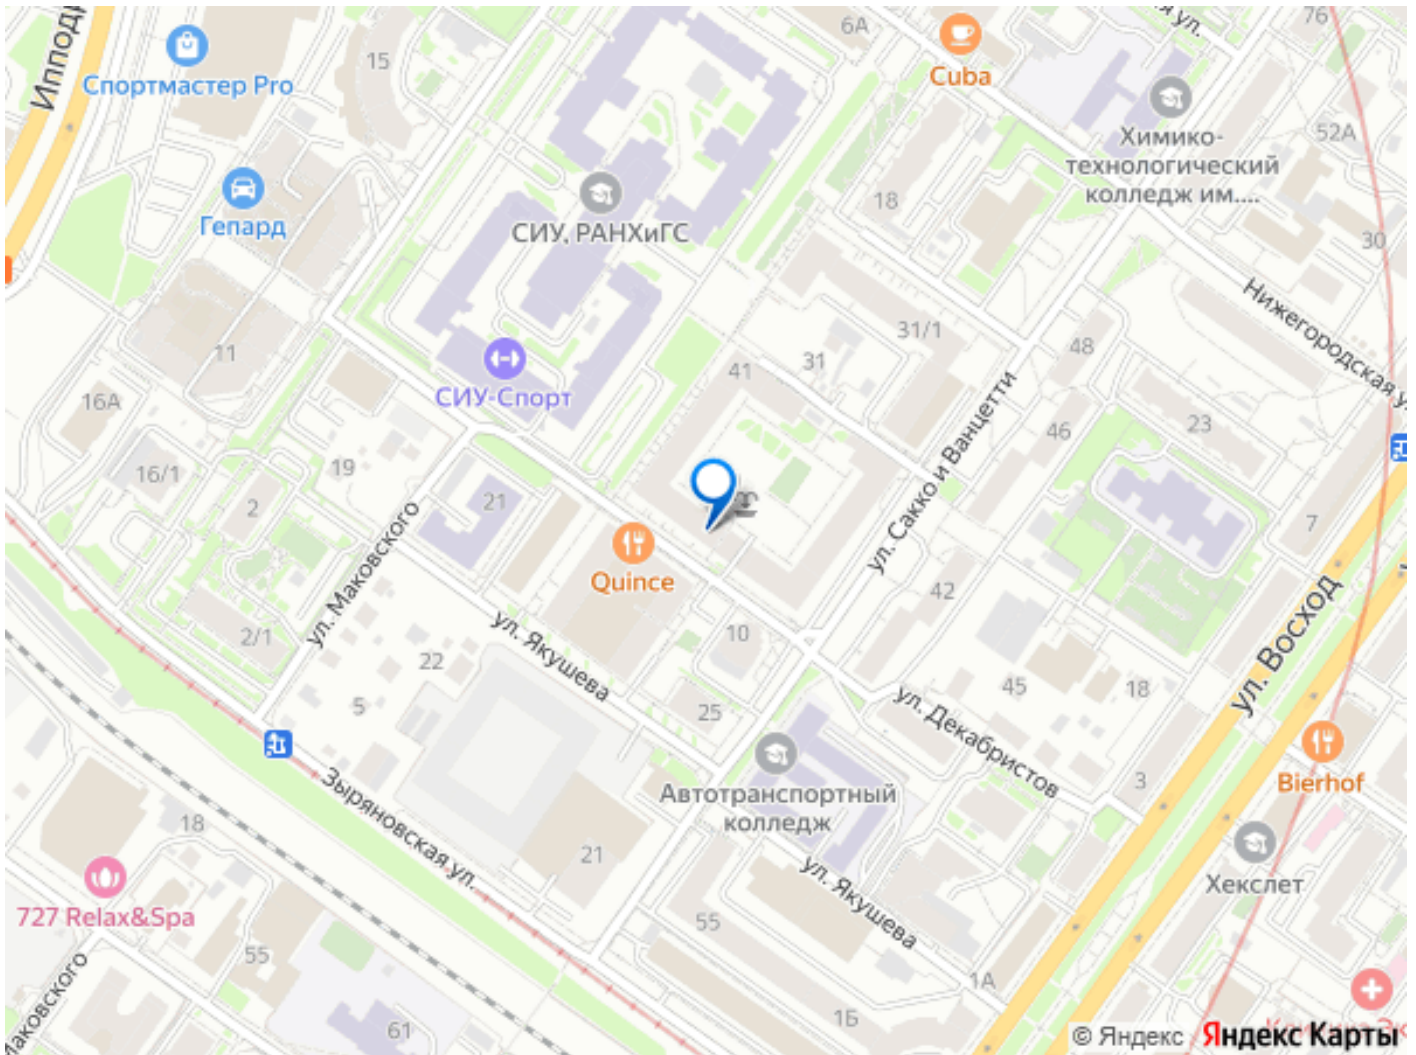 Ипподр
Спортмастер Pro
15
6А
Cuba
76
я ул.
Химико-
технологический
колледж им....
52А
30
Гепард
СИУ, РАНХиГС
18
Нижегородская у
11
СИУ-Спорт
41
31
31/1
48
16А
46
23
16/1
19
2
21
ул. Маковского
ул. Сакко и Ванцетти
7
Quince
42
ул. Восход
2/1
22
5
ул. Якушева
10
25
45
18
ул. Декабристов
3
Bierhof
Зыряновская ул.
Автотранспортный
колледж
18
21
727 Relax&Spa
ул. Якушева
Хекслет
55
55
1А
1Б
61
Маковского
© Яндекс
Яндекс Карты